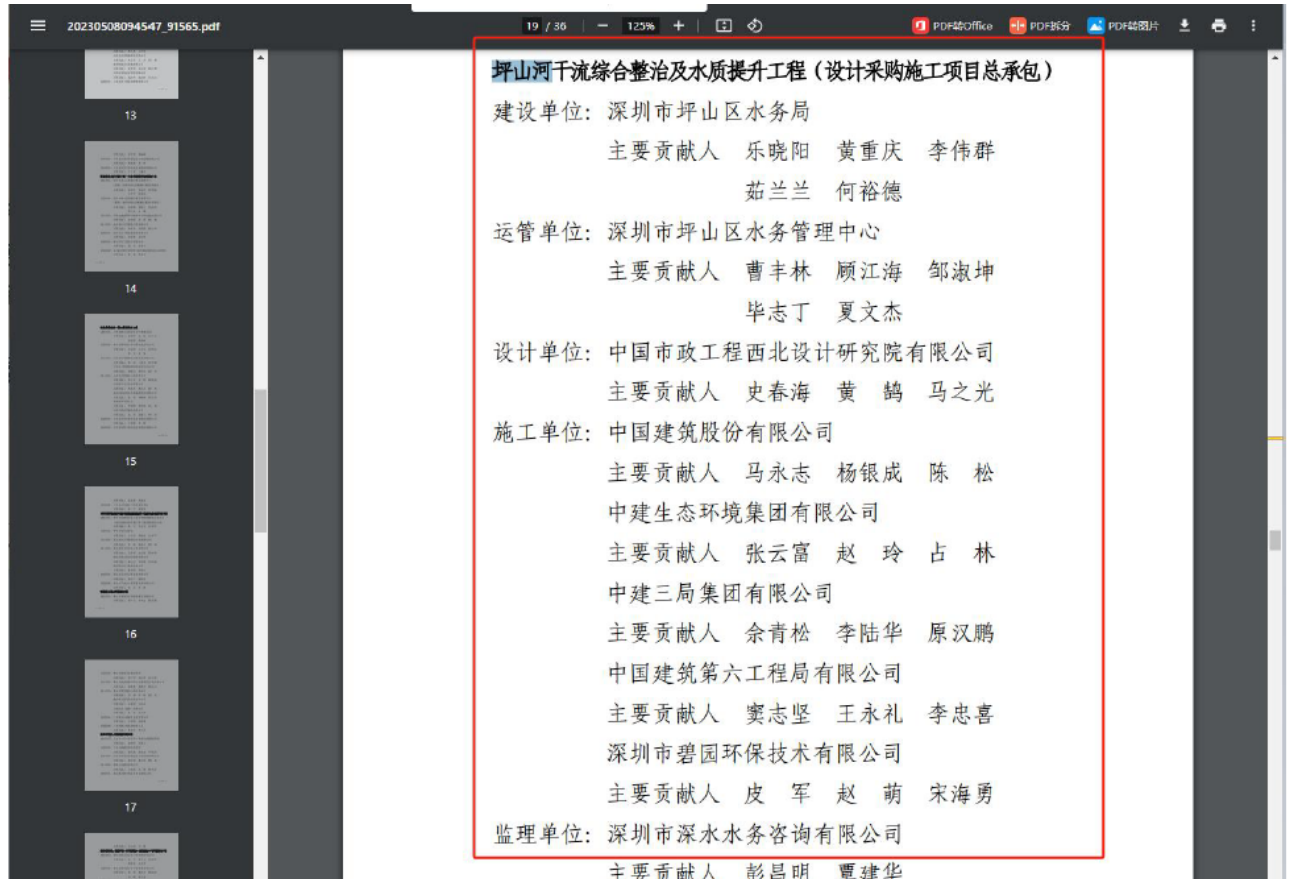 20230508094547_91565.pdf
19 / 36
125%
PDF转Office
PDF拆分
PDF转图片
坪山河干流综合整治及水质提升工程（设计采购施工项目总承包）
建设单位：深圳市坪山区水务局
主要贡献人 乐晓阳 黄重庆 李伟群
茹兰兰 何裕德
运管单位：深圳市坪山区水务管理中心
主要贡献人 曹丰林 顾江海 邹淑坤
毕志丁 夏文杰
设计单位：中国市政工程西北设计研究院有限公司
主要贡献人 史春海 黄 鹄 马之光
施工单位：中国建筑股份有限公司
主要贡献人 马永志 杨银成 陈 松
中建生态环境集团有限公司
主要贡献人 张云富 赵 玲 占 林
中建三局集团有限公司
主要贡献人 余青松 李陆华 原汉鹏
中国建筑第六工程局有限公司
主要贡献人 窦志坚 王永礼 李忠喜
深圳市碧园环保技术有限公司
主要贡献人 皮 军 赵 萌 宋海勇
监理单位：深圳市深水水务咨询有限公司
主要贡献人 彭昌明 覃建华
13
14
15
16
17